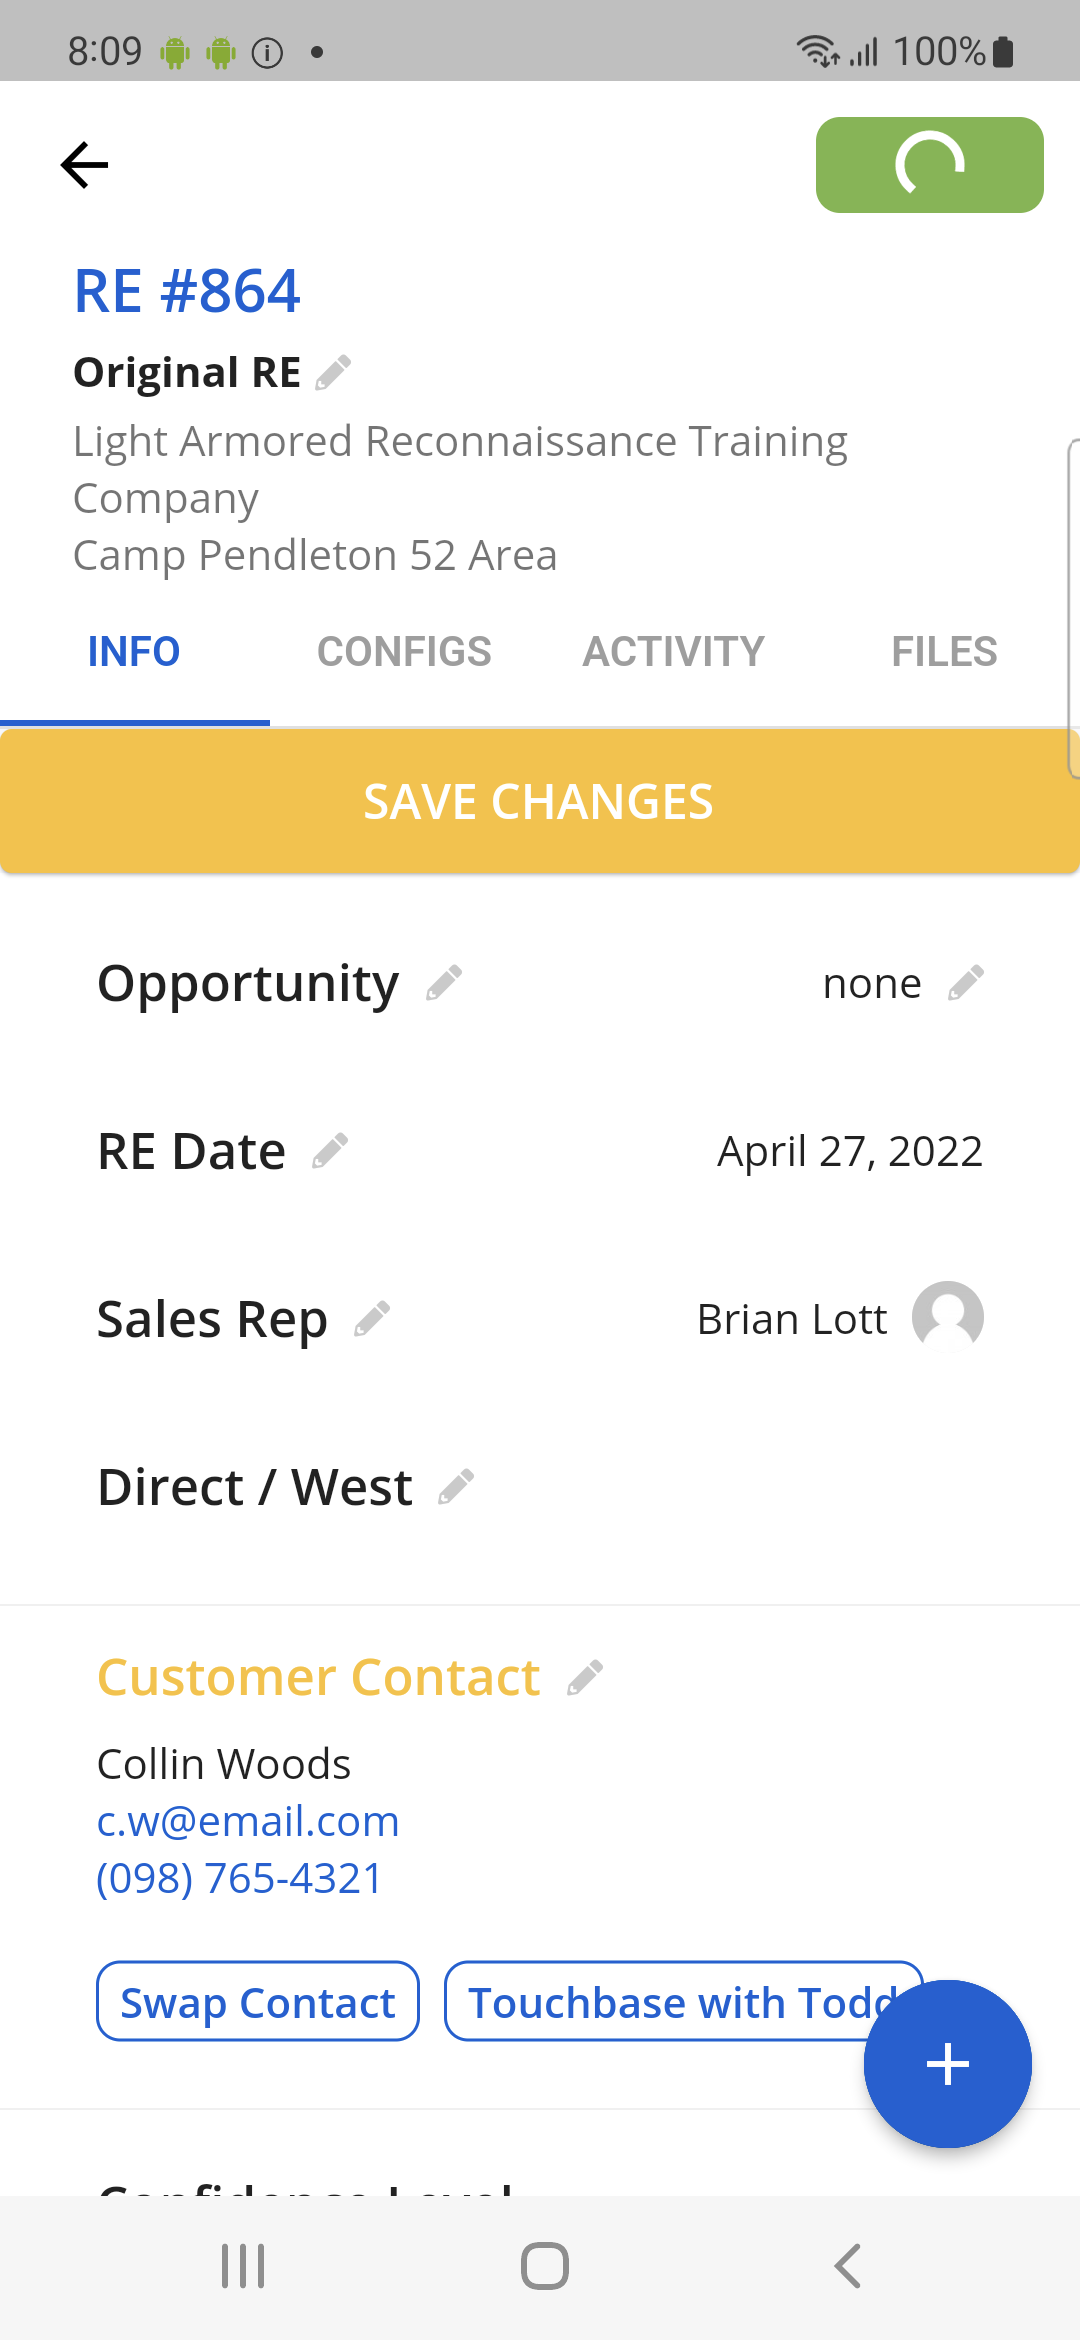 8:09 100%
RE #864
Original RE
Light Armored Reconnaissance Training
Company
Camp Pendleton 52 Area
INFO CONFIGS ACTIVITY FILES
SAVE CHANGES
Opportunity none
RE Date April 27, 2022
Sales Rep Brian Lott
Direct / West
Customer Contact
Collin Woods
c.w@email.com
(098) 765-4321
Swap Contact Touchbase with Todd
Confidence Level